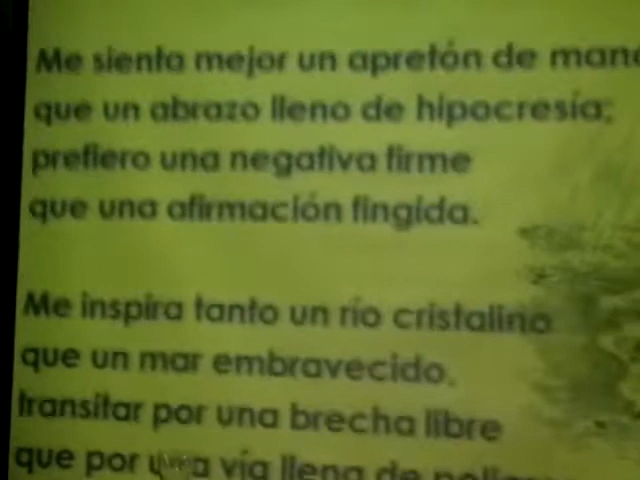 Me sienta mejor un apretón de mano
que un abrazo lleno de hipocresía;
prefiero una negativa firme
que una afirmación fingida.
Me inspira tanto un río cristalino
que un mar embravecido.
transitar por una brecha libre
que por una vía llena de